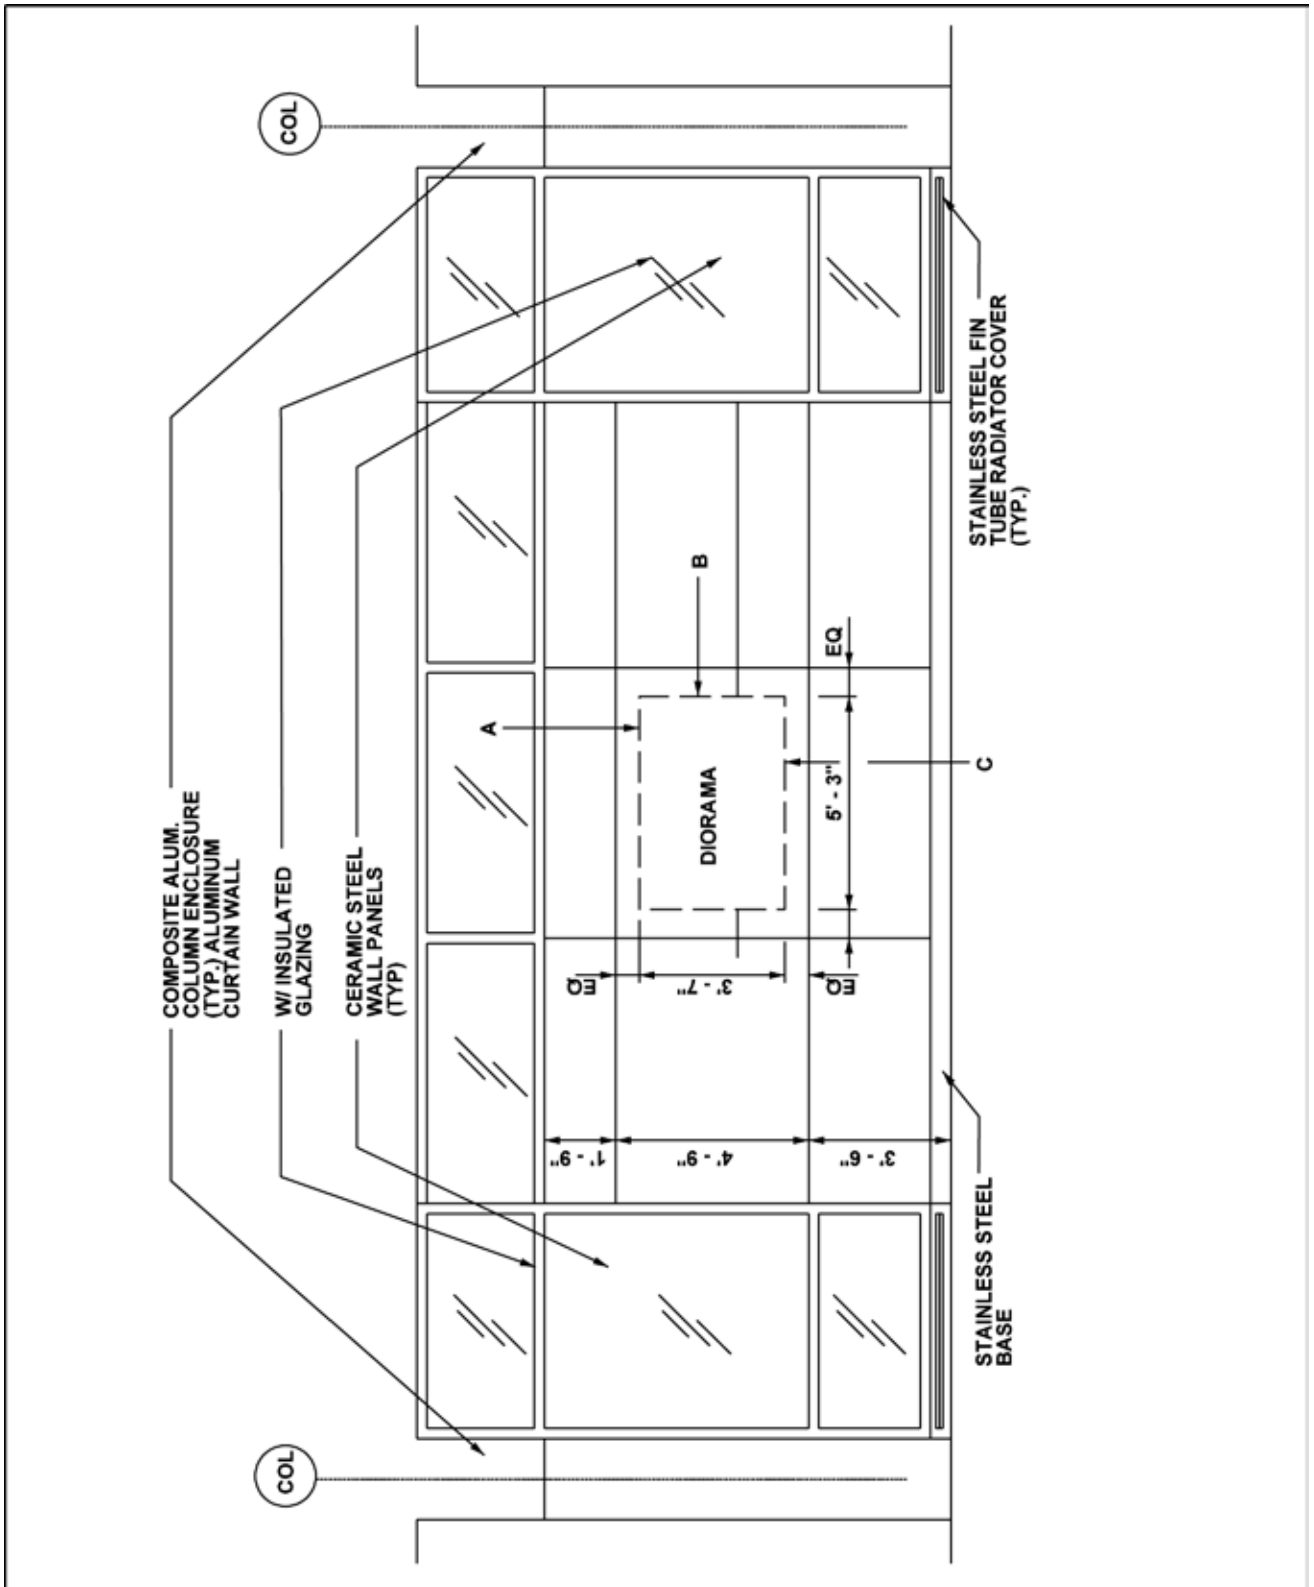 COL
COL
COMPOSITE ALUM.
COLUMN ENCLOSURE
(TYP.) ALUMINUM
CURTAIN WALL
W/ INSULATED
GLAZING
CERAMIC STEEL
WALL PANELS
(TYP)
A
B
C
DIORAMA
EQ
3' - 7"
EQ
5' - 3"
EQ
1' - 9"
4' - 9"
3' - 6"
STAINLESS STEEL
BASE
STAINLESS STEEL FIN
TUBE RADIATOR COVER
(TYP.)